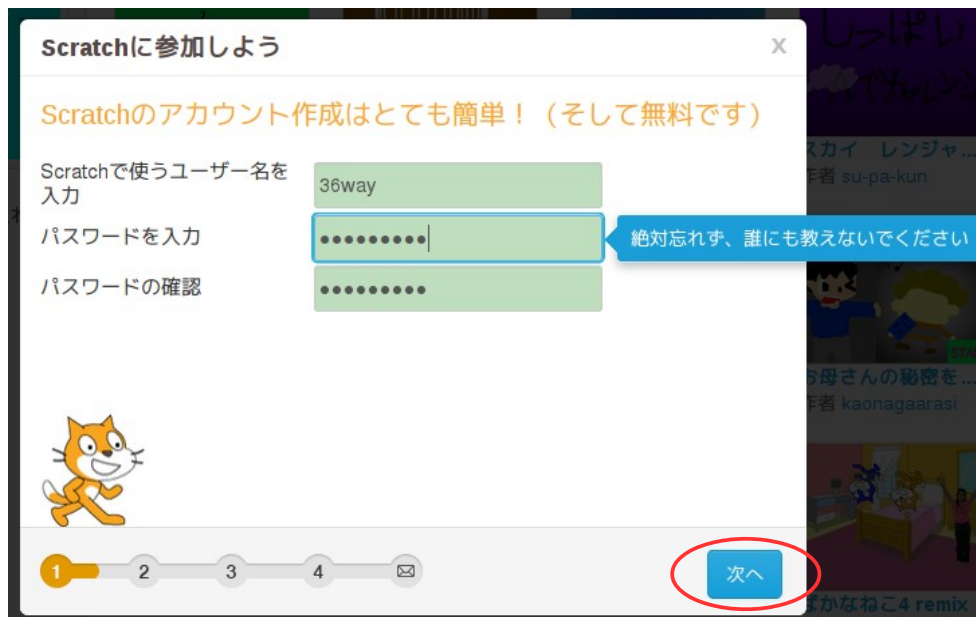 Scratchに参加しよう
x
Scratchのアカウント作成はとても簡単！（そして無料です）
Scratchで使うユーザー名を
入力
36way
パスワードを入力
●●●●●●●●●
絶対忘れず、誰にも教えないでください
パスワードの確認
●●●●●●●●●
1 2 3 4
次へ
しっぱい
スカイ レンジャ...
作者 su-pa-kun
お母さんの秘密を...
作者 kaonagaarasi
ばかなねこ4 remix